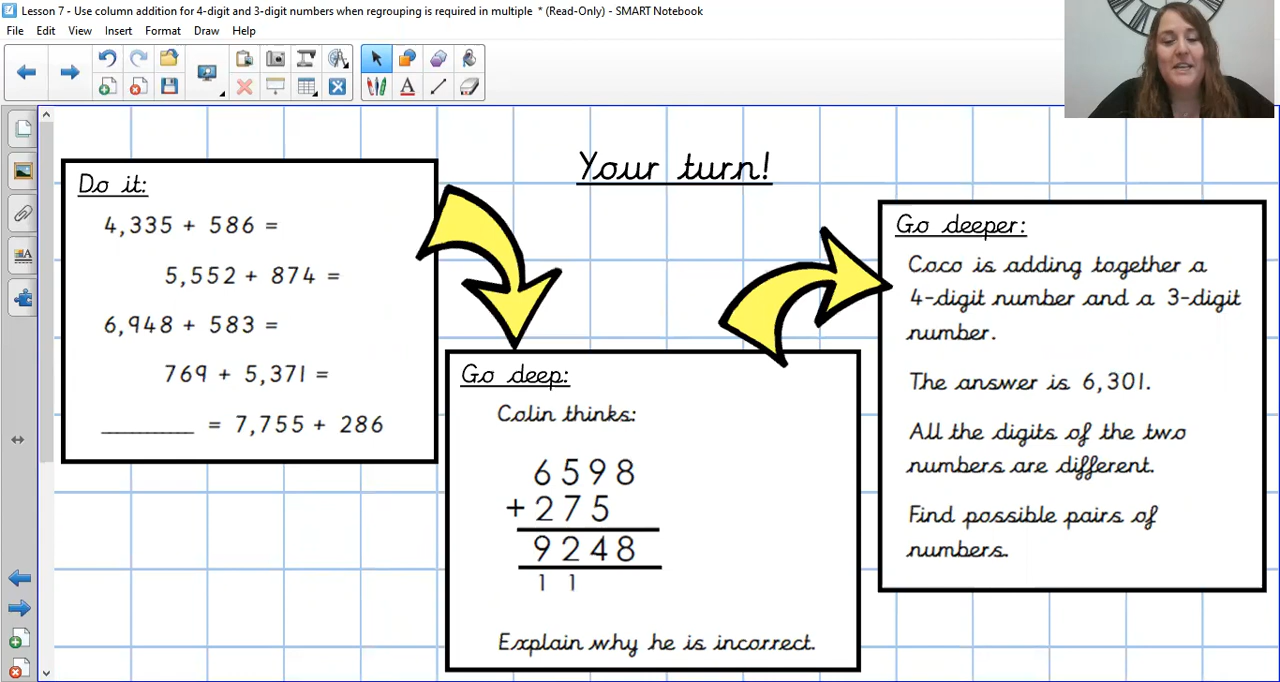 Lesson 7 - Use column addition for 4-digit and 3-digit numbers when regrouping is required in multiple * (Read-Only) - SMART Notebook
File Edit View Insert Format Draw Help
Your turn!
Do it:
4,335 + 586 =
5,552 + 874 =
6,948 + 583 =
769 + 5,371 =
________ = 7,755 + 286
Go deep:
Colin thinks:
6598
+275
9248
1 1
Explain why he is incorrect.
Go deeper:
Coco is adding together a
4-digit number and a 3-digit
number.
The answer is 6,301.
All the digits of the two
numbers are different.
Find possible pairs of
numbers.